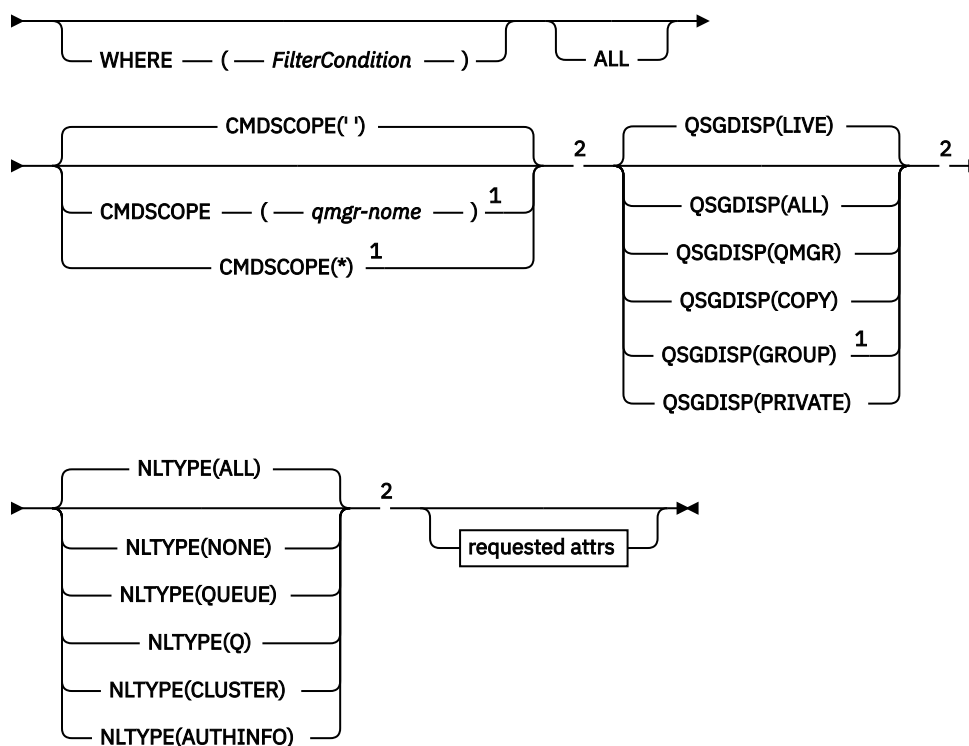 WHERE ( FilterCondition ) ALL
CMDSCOPE(' ')
2
CMDSCOPE ( qmgr-nome ) 1
CMDSCOPE(*) 1
QSGDISP(LIVE)
2
QSGDISP(ALL)
QSGDISP(QMGR)
QSGDISP(COPY)
QSGDISP(GROUP) 1
QSGDISP(PRIVATE)
NLTYPE(ALL)
2
NLTYPE(NONE)
NLTYPE(QUEUE)
NLTYPE(Q)
NLTYPE(CLUSTER)
NLTYPE(AUTHINFO)
requested attrs